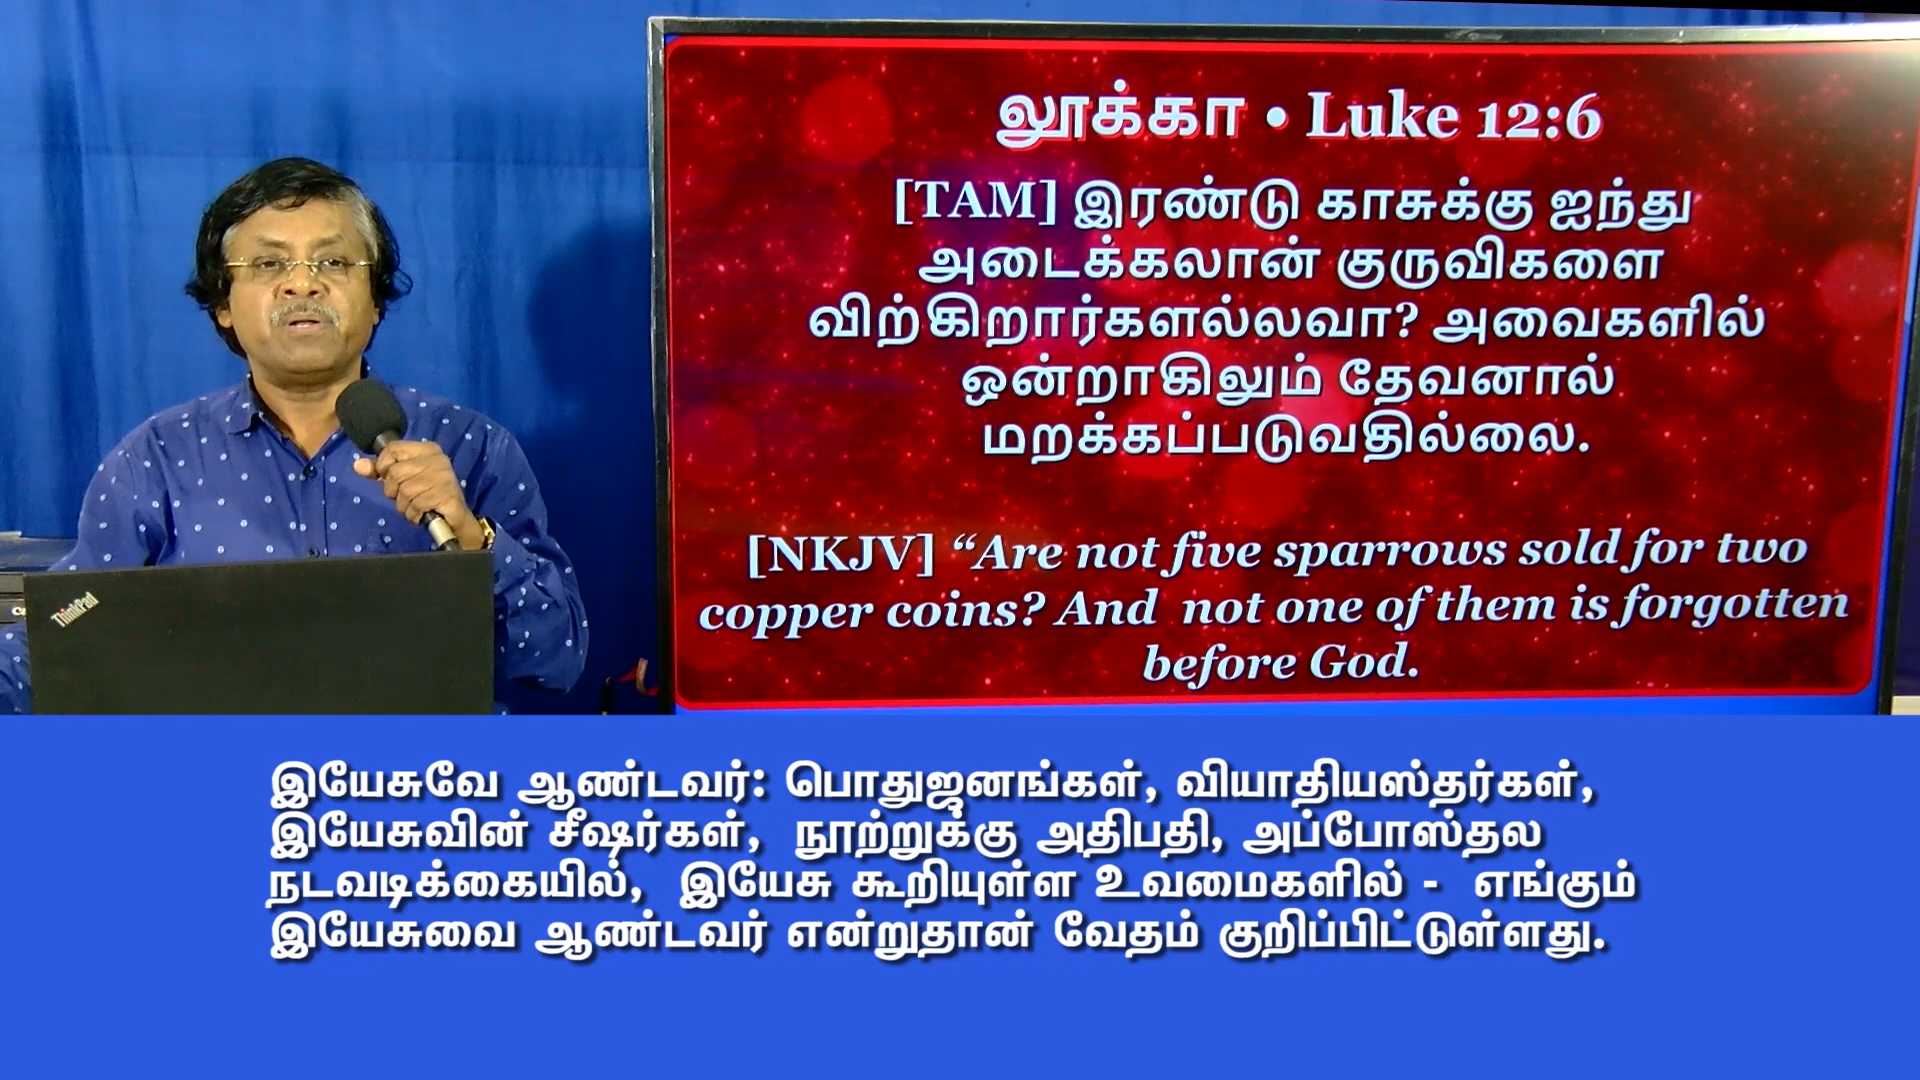 லூக்கா • Luke 12:6
[TAM] இரண்டு காசுக்கு ஐந்து
அடைக்கலான் குருவிகளை
விற்கிறார்களல்லவா? அவைகளில்
ஒன்றாகிலும் தேவனால்
மறக்கப்படுவதில்லை.
[NKJV] “Are not five sparrows sold for two
copper coins? And not one of them is forgotten
before God.
ThinkPad
இயேசுவே ஆண்டவர்: பொதுஜனங்கள், வியாதியஸ்தர்கள்,
இயேசுவின் சீஷர்கள், நூற்றுக்கு அதிபதி, அப்போஸ்தல
நடவடிக்கையில், இயேசு கூறியுள்ள உவமைகளில் - எங்கும்
இயேசுவை ஆண்டவர் என்றுதான் வேதம் குறிப்பிட்டுள்ளது.